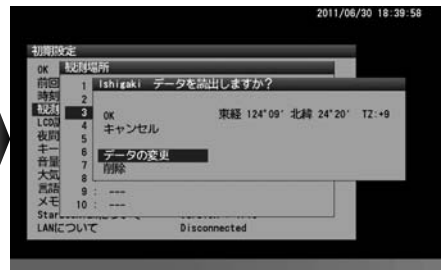 2011/06/30 18:39:58
初期設定
OK 観測場所
前回 1 Ishigaki データを読出しますか?
時刻 2
観測 3 OK 東経 124°09′ 北緯 24°20′ TZ:+9
LCD 4 キャンセル
夜間 5
キー 6 データの変更
音量 7 削除
大気 8
言語 9 : ---
メモ 10 : ---
Star
LANについて Disconnected